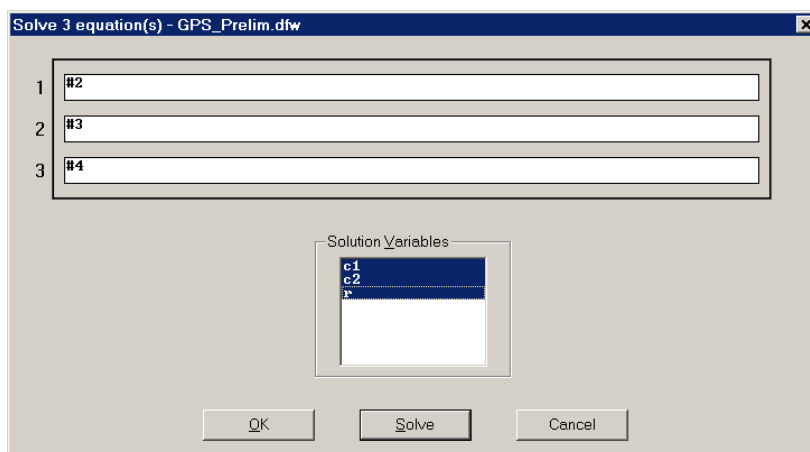 Solve 3 equation(s) - GPS_Prelim.dfw
1 #2
2 #3
3 #4
Solution Variables
c1
c2
r
OK Solve Cancel